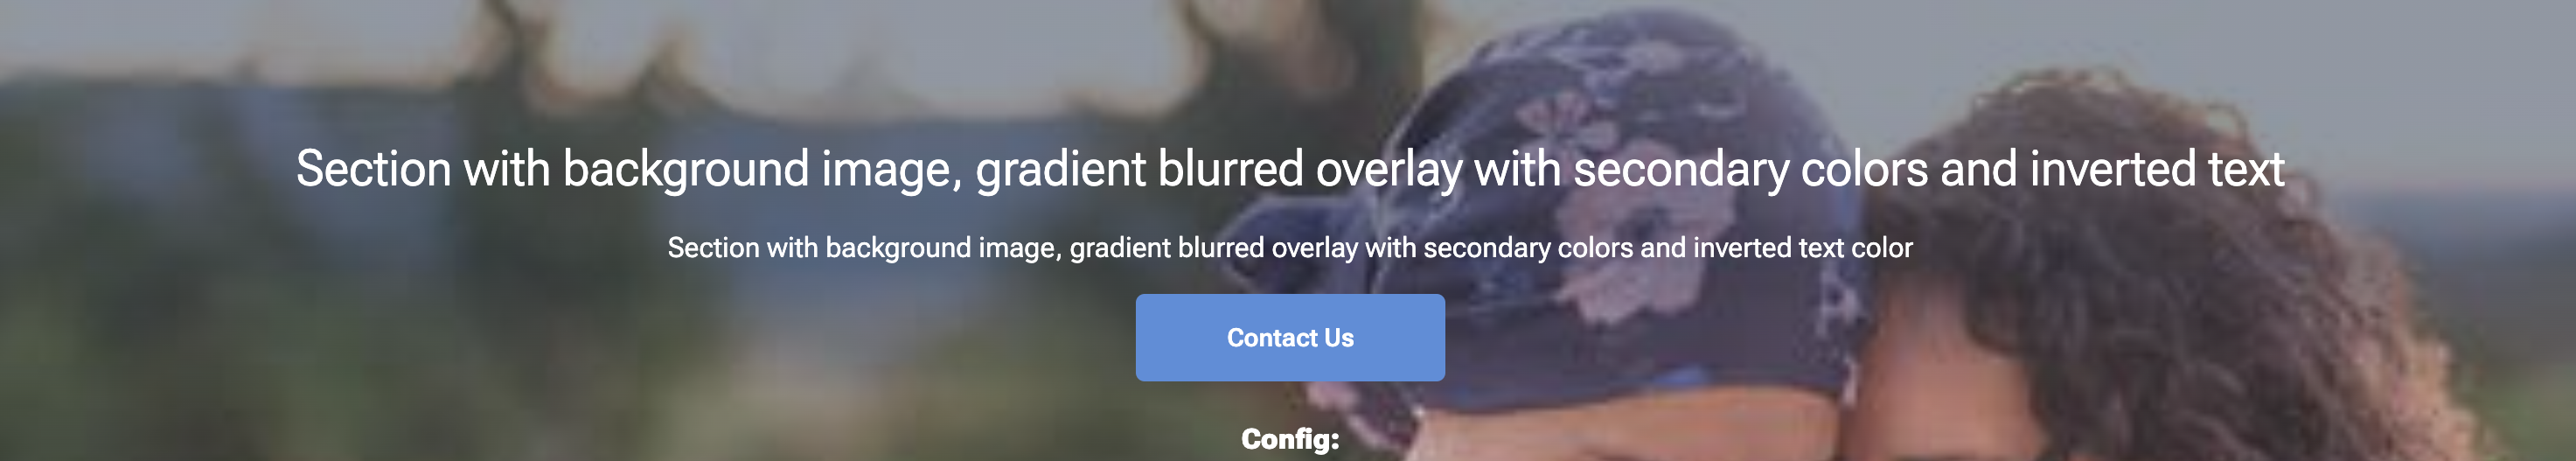 Section with background image, gradient blurred overlay with secondary colors and inverted text
Section with background image, gradient blurred overlay with secondary colors and inverted text color
Contact Us
Config: